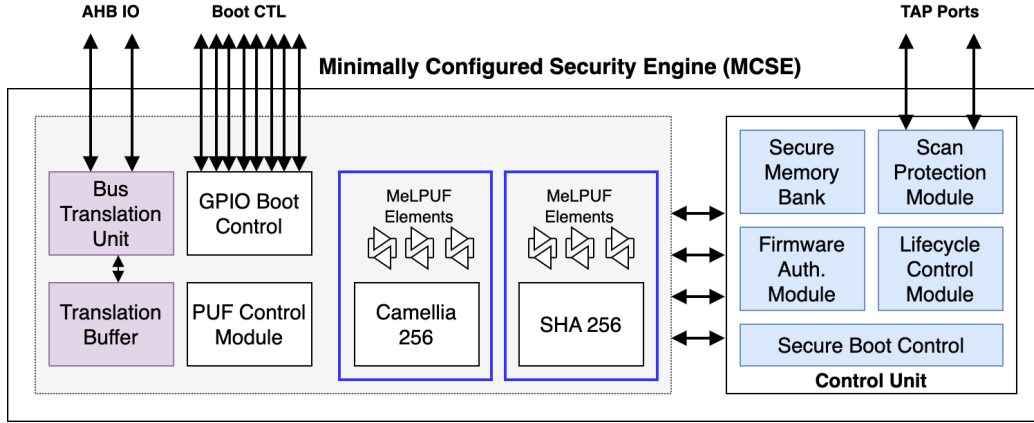 AHB IO
Boot CTL
TAP Ports
Minimally Configured Security Engine (MCSE)
Bus
Translation
Unit
GPIO Boot
Control
MeLPUF
Elements
MeLPUF
Elements
Secure
Memory
Bank
Scan
Protection
Module
Firmware
Auth.
Module
Lifecycle
Control
Module
Translation
Buffer
PUF Control
Module
Camellia
256
SHA 256
Secure Boot Control
Control Unit